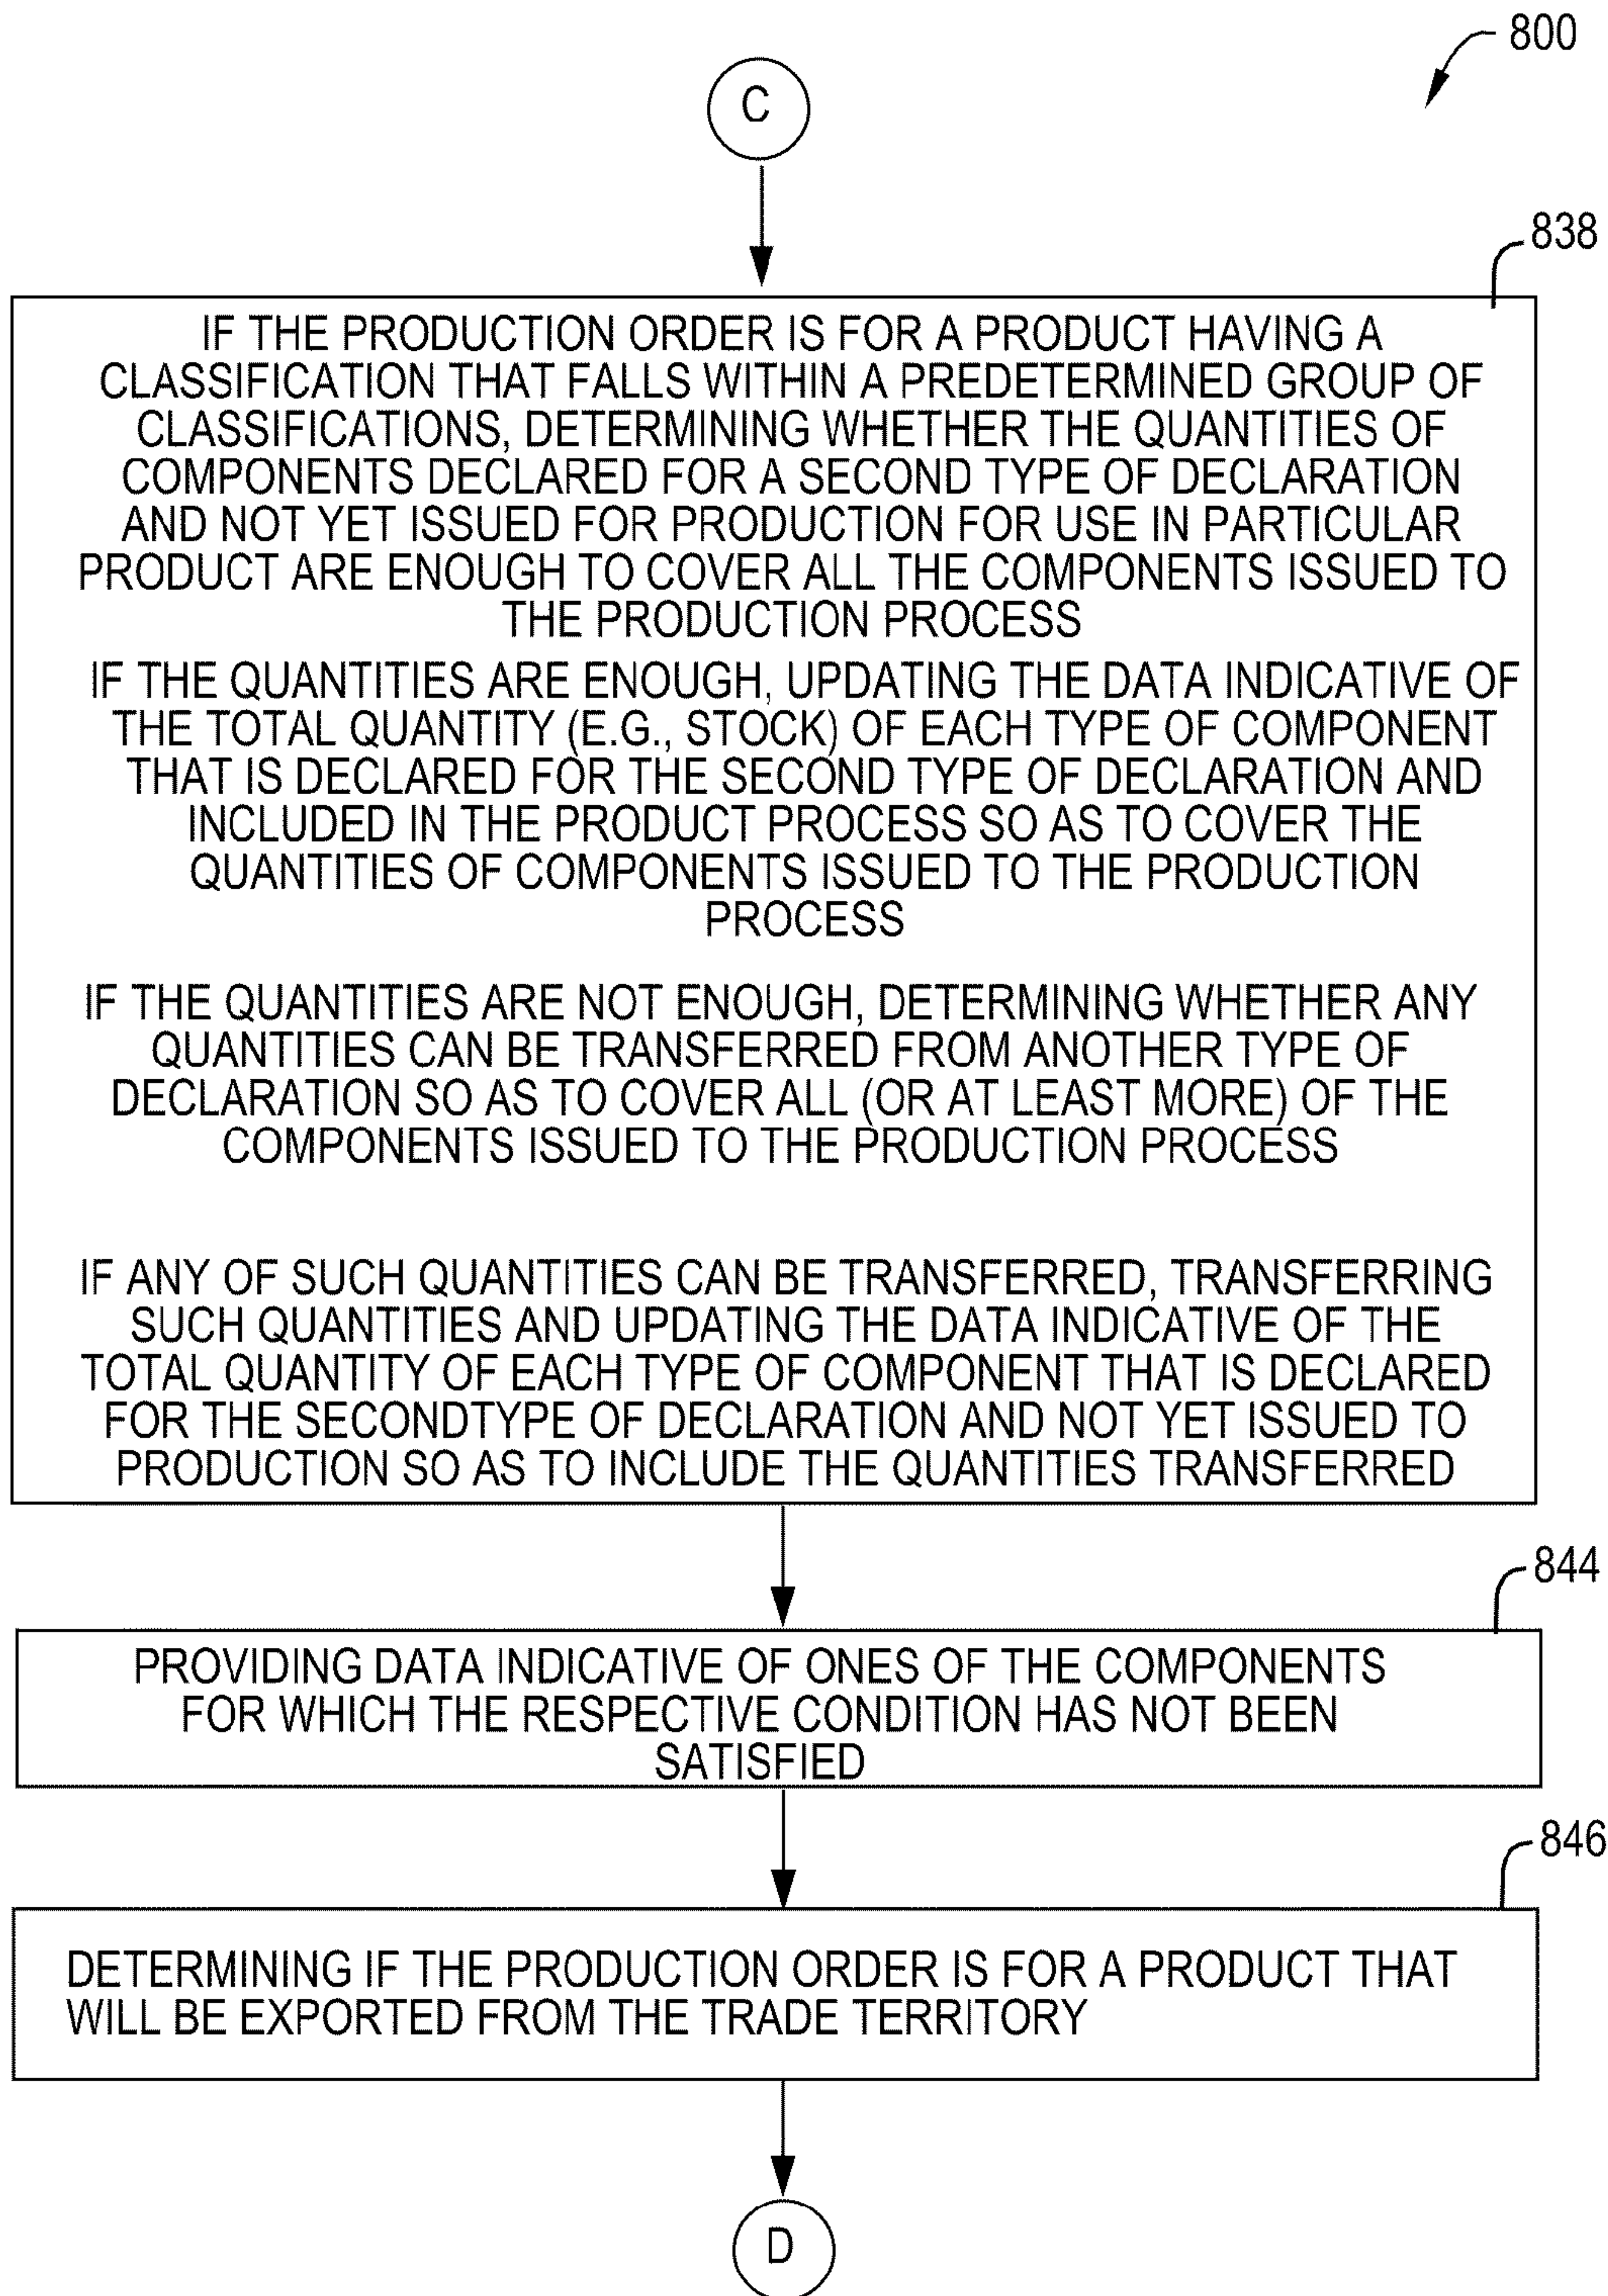 800
C
838
IF THE PRODUCTION ORDER IS FOR A PRODUCT HAVING A
CLASSIFICATION THAT FALLS WITHIN A PREDETERMINED GROUP OF
CLASSIFICATIONS, DETERMINING WHETHER THE QUANTITIES OF
COMPONENTS DECLARED FOR A SECOND TYPE OF DECLARATION
AND NOT YET ISSUED FOR PRODUCTION FOR USE IN PARTICULAR
PRODUCT ARE ENOUGH TO COVER ALL THE COMPONENTS ISSUED TO
THE PRODUCTION PROCESS
IF THE QUANTITIES ARE ENOUGH, UPDATING THE DATA INDICATIVE OF
THE TOTAL QUANTITY (E.G., STOCK) OF EACH TYPE OF COMPONENT
THAT IS DECLARED FOR THE SECOND TYPE OF DECLARATION AND
INCLUDED IN THE PRODUCT PROCESS SO AS TO COVER THE
QUANTITIES OF COMPONENTS ISSUED TO THE PRODUCTION
PROCESS
IF THE QUANTITIES ARE NOT ENOUGH, DETERMINING WHETHER ANY
QUANTITIES CAN BE TRANSFERRED FROM ANOTHER TYPE OF
DECLARATION SO AS TO COVER ALL (OR AT LEAST MORE) OF THE
COMPONENTS ISSUED TO THE PRODUCTION PROCESS
IF ANY OF SUCH QUANTITIES CAN BE TRANSFERRED, TRANSFERRING
SUCH QUANTITIES AND UPDATING THE DATA INDICATIVE OF THE
TOTAL QUANTITY OF EACH TYPE OF COMPONENT THAT IS DECLARED
FOR THE SECONDTYPE OF DECLARATION AND NOT YET ISSUED TO
PRODUCTION SO AS TO INCLUDE THE QUANTITIES TRANSFERRED
844
PROVIDING DATA INDICATIVE OF ONES OF THE COMPONENTS
FOR WHICH THE RESPECTIVE CONDITION HAS NOT BEEN
SATISFIED
846
DETERMINING IF THE PRODUCTION ORDER IS FOR A PRODUCT THAT
WILL BE EXPORTED FROM THE TRADE TERRITORY
D